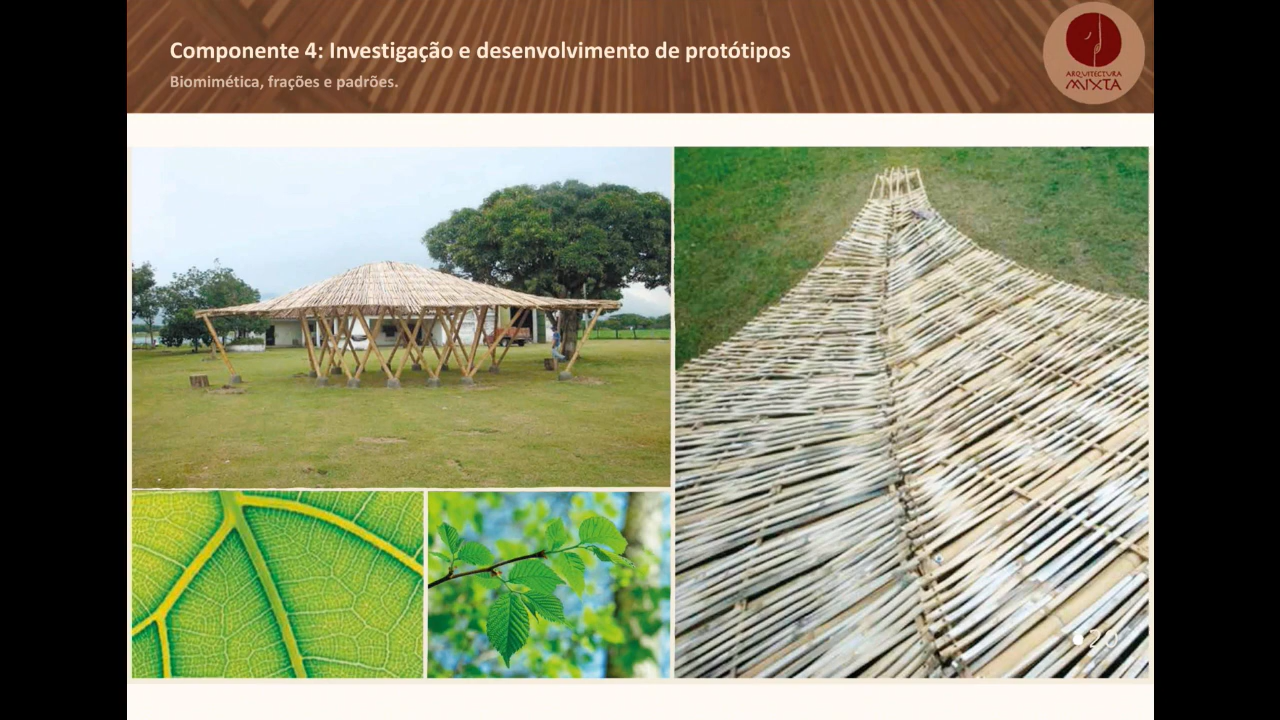 Componente 4: Investigação e desenvolvimento de protótipos
Biomimética, frações e padrões.
ARQUITECTURA
MIXTA
20